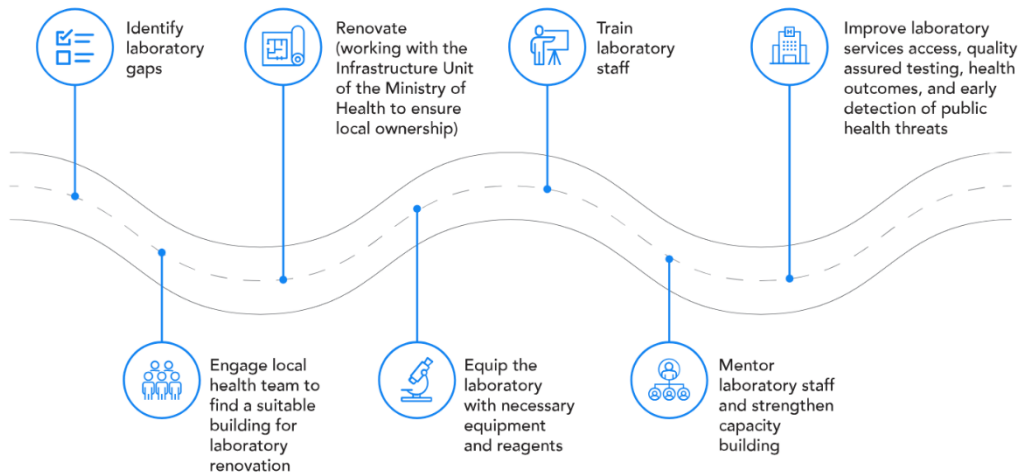 Identify
laboratory
gaps
Renovate
(working with the
Infrastructure Unit
of the Ministry of
Health to ensure
local ownership)
Train
laboratory
staff
Improve laboratory
services access, quality
assured testing, health
outcomes, and early
detection of public
health threats
Engage local
health team to
find a suitable
building for
laboratory
renovation
Equip the
laboratory
with necessary
equipment
and reagents
Mentor
laboratory staff
and strengthen
capacity
building
H